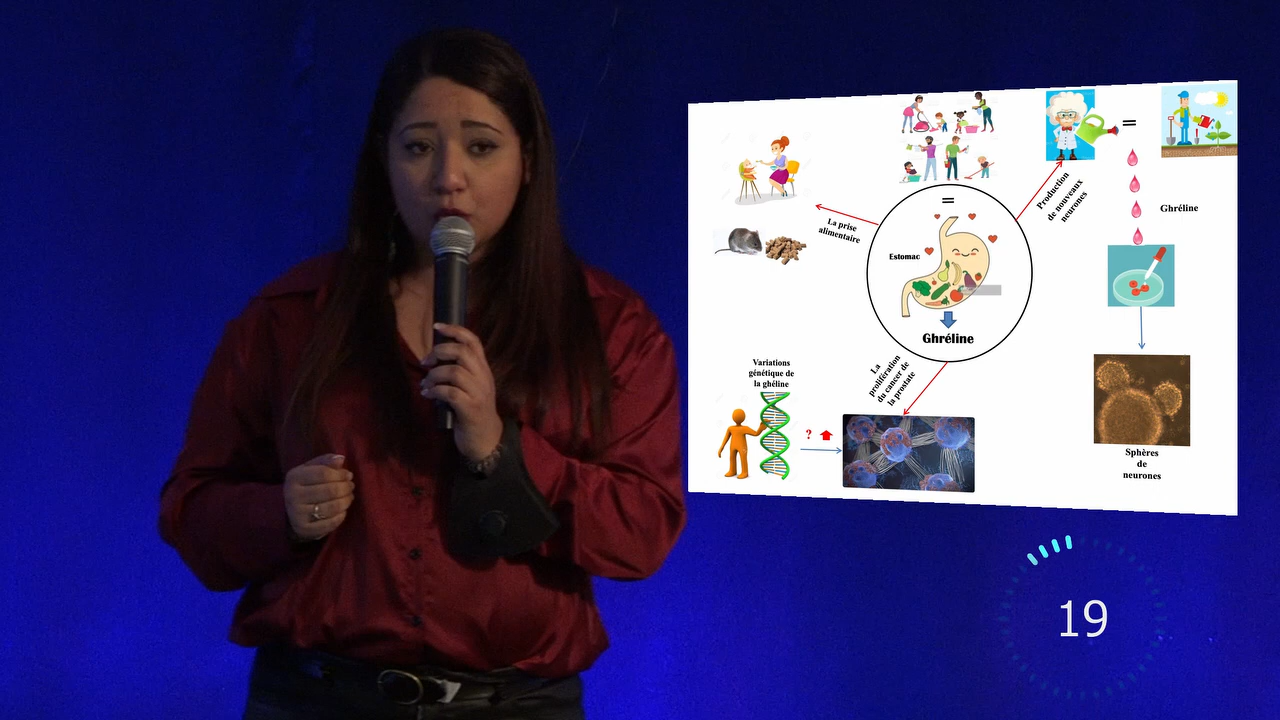 =
Ghréline
Production
de nouveaux
neurones
La prise
alimentaire
=
Estomac
Ghréline
La
prolifération
du cancer de
la prostate
Variations
génétique de
la ghéline
?
Sphères
de
neurones
19